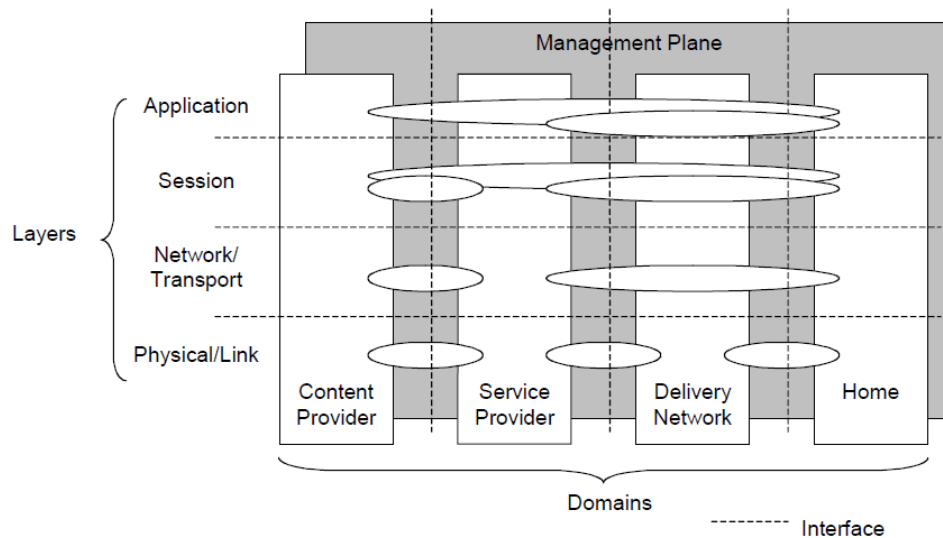 Management Plane
Application
Session
Layers
Network/
Transport
Physical/Link
Content
Provider
Service
Provider
Delivery
Network
Home
Domains
Interface